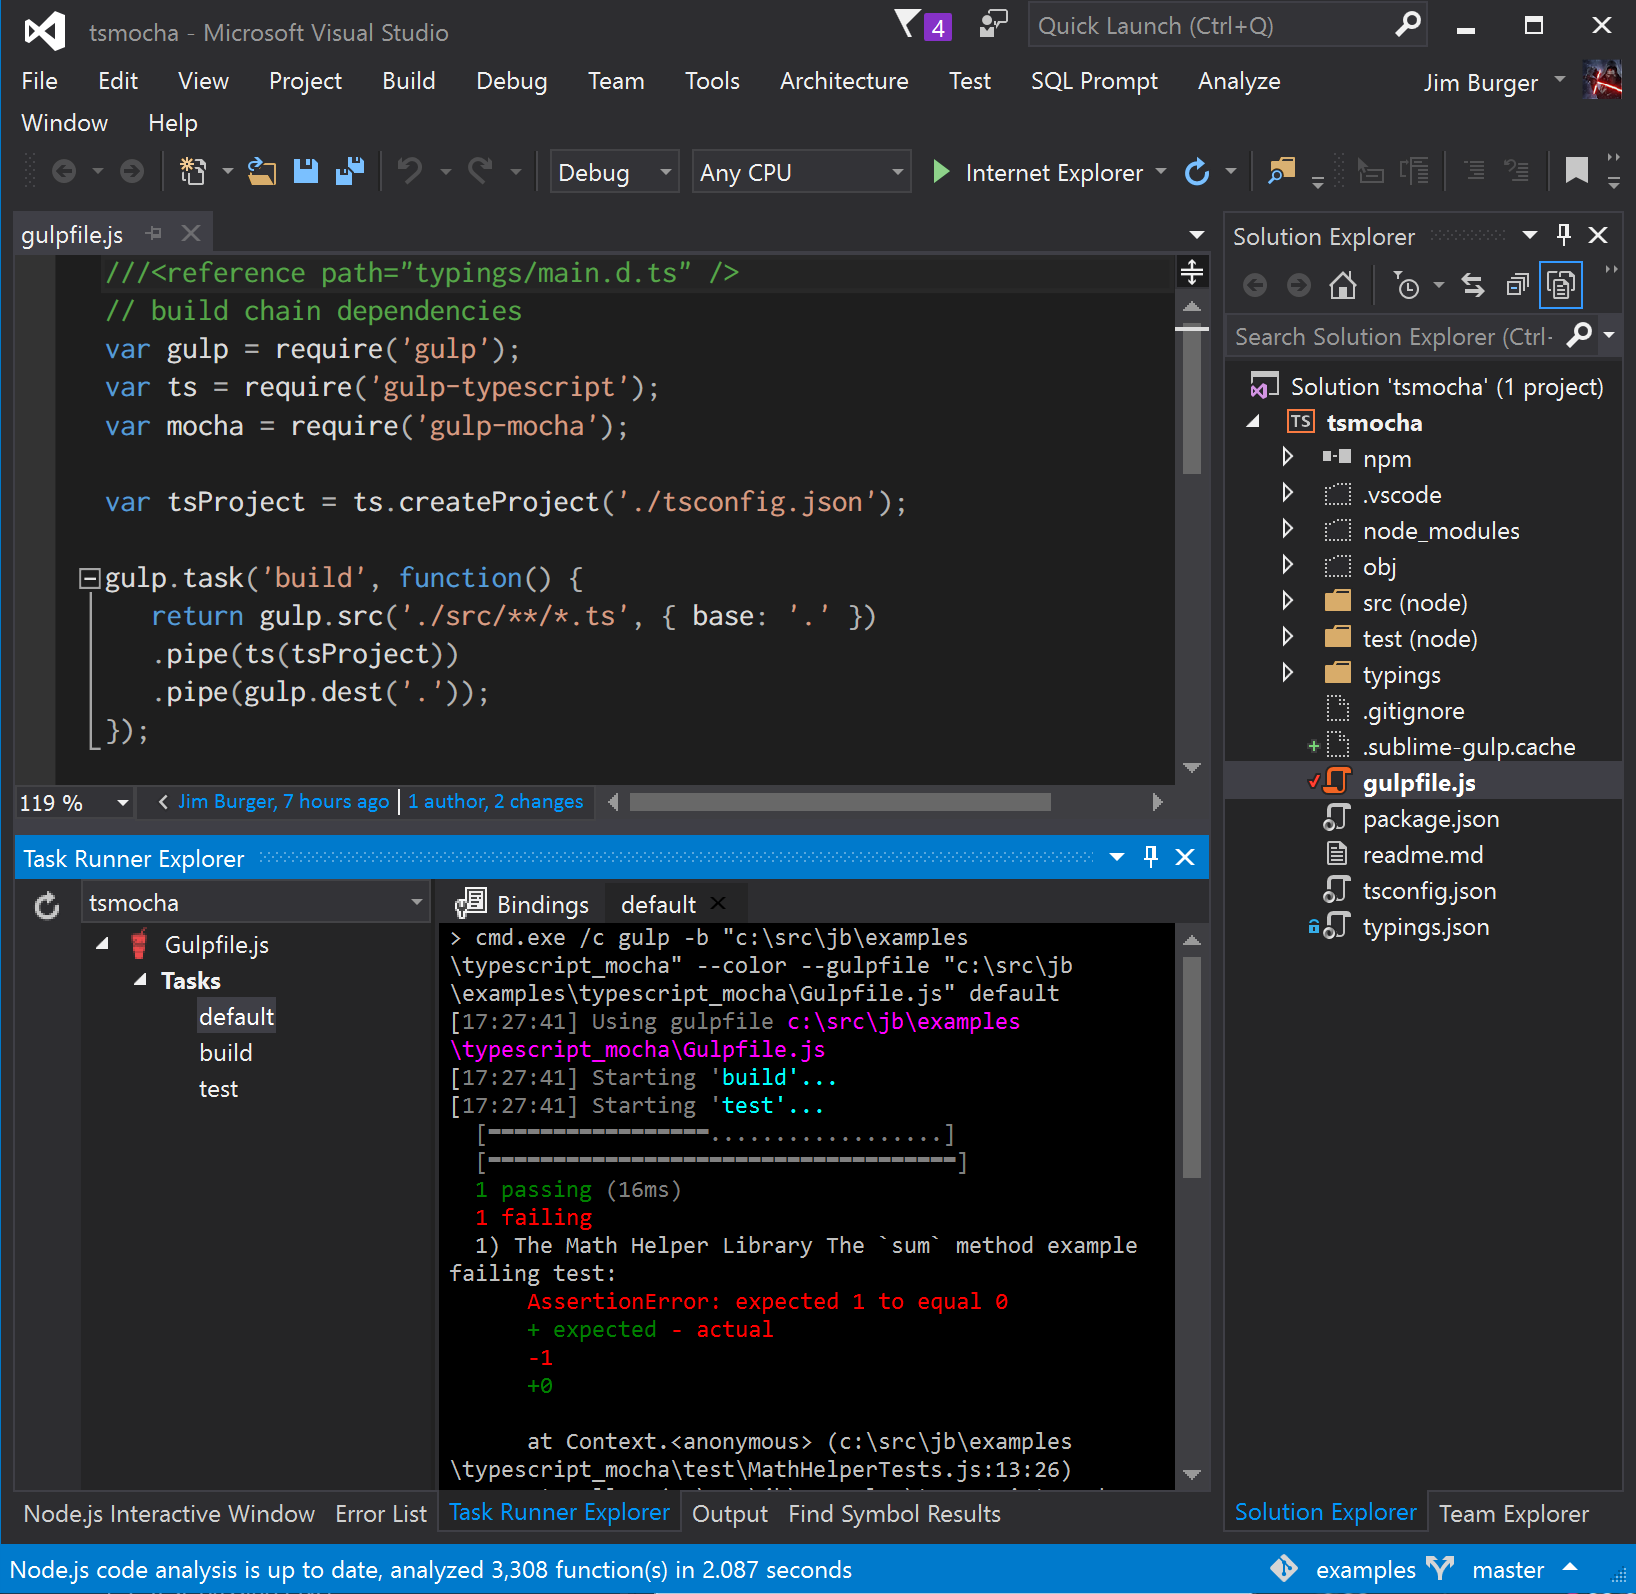 tsmocha - Microsoft Visual Studio
4
Quick Launch (Ctrl+Q)
File Edit View Project Build Debug Team Tools Architecture Test SQL Prompt Analyze
Jim Burger
Window Help
Debug Any CPU Internet Explorer
gulpfile.js
///<reference path="typings/main.d.ts" />
// build chain dependencies
var gulp = require('gulp');
var ts = require('gulp-typescript');
var mocha = require('gulp-mocha');
var tsProject = ts.createProject('./tsconfig.json');
gulp.task('build', function() {
return gulp.src('./src/**/*.ts', { base: '.' })
.pipe(ts(tsProject))
.pipe(gulp.dest('.'));
});
119 %
Jim Burger, 7 hours ago | 1 author, 2 changes
Task Runner Explorer
tsmocha
Gulpfile.js
Tasks
default
build
test
Bindings default
> cmd.exe /c gulp -b "c:\src\jb\examples
\typescript_mocha" --color --gulpfile "c:\src\jb
\examples\typescript_mocha\Gulpfile.js" default
[17:27:41] Using gulpfile c:\src\jb\examples
\typescript_mocha\Gulpfile.js
[17:27:41] Starting 'build'...
[17:27:41] Starting 'test'...
1 passing (16ms)
1 failing
1) The Math Helper Library The `sum` method example
failing test:
AssertionError: expected 1 to equal 0
+ expected - actual
-1
+0
at Context.<anonymous> (c:\src\jb\examples
\typescript_mocha\test\MathHelperTests.js:13:26)
Node.js Interactive Window Error List Task Runner Explorer Output Find Symbol Results
Solution Explorer
Search Solution Explorer (Ctrl-
Solution 'tsmocha' (1 project)
TS tsmocha
npm
.vscode
node_modules
obj
src (node)
test (node)
typings
.gitignore
.sublime-gulp.cache
gulpfile.js
package.json
readme.md
tsconfig.json
typings.json
Solution Explorer Team Explorer
Node.js code analysis is up to date, analyzed 3,308 function(s) in 2.087 seconds
examples master